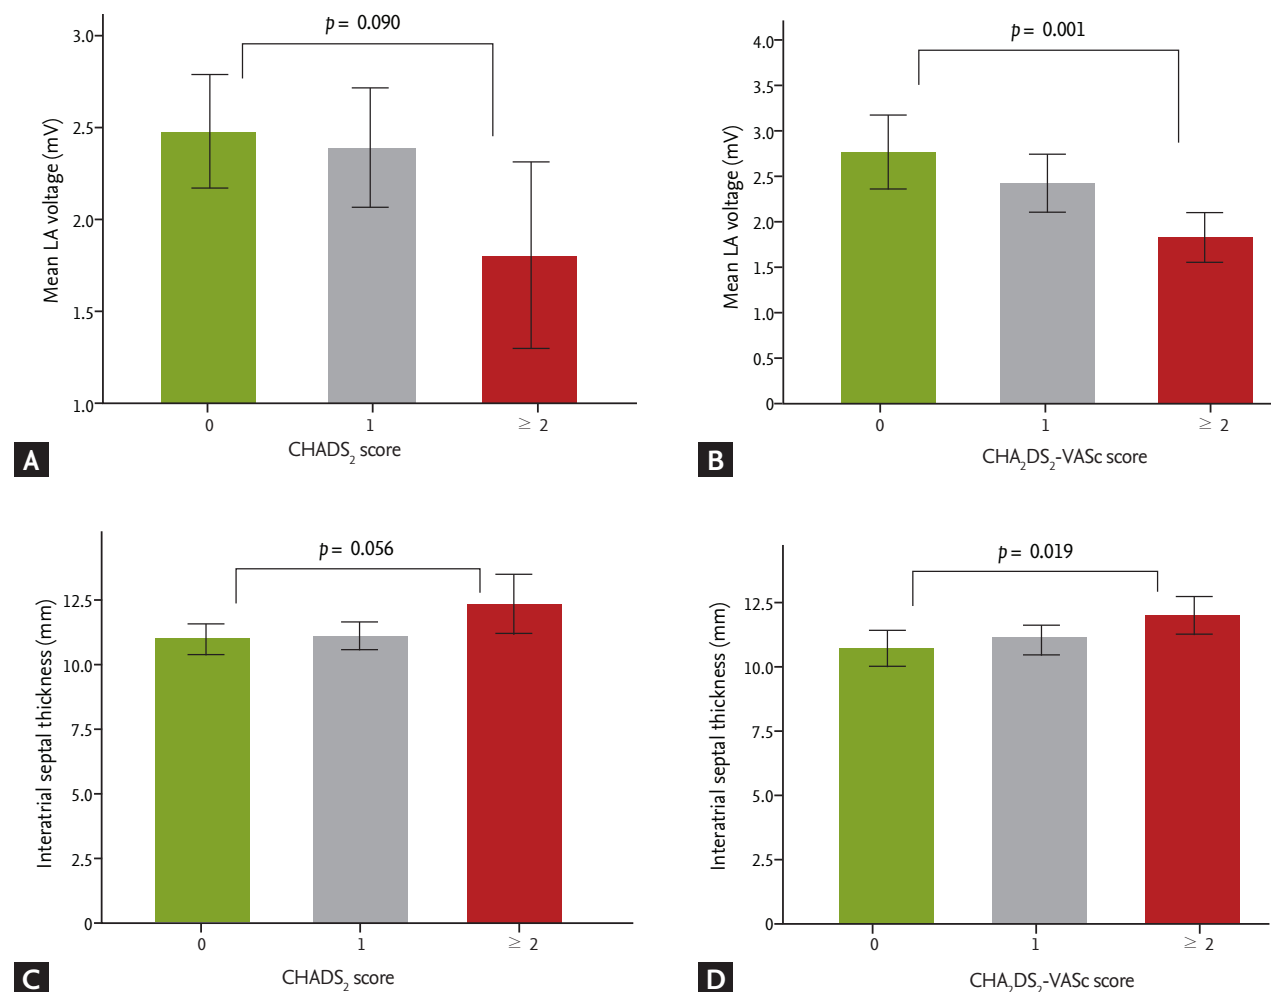 p = 0.090
Mean LA voltage (mV)
3.0
2.5
2.0
1.5
1.0
0
1
≥ 2
CHADS₂ score
A
p = 0.001
Mean LA voltage (mV)
4.0
3.5
3.0
2.5
2.0
1.5
1.0
0.5
0
0
1
≥ 2
CHA₂DS₂-VASc score
B
p = 0.056
Interatrial septal thickness (mm)
12.5
10.0
7.5
5.0
2.5
0
0
1
≥ 2
CHADS₂ score
C
p = 0.019
Interatrial septal thickness (mm)
12.5
10.0
7.5
5.0
2.5
0
0
1
≥ 2
CHA₂DS₂-VASc score
D